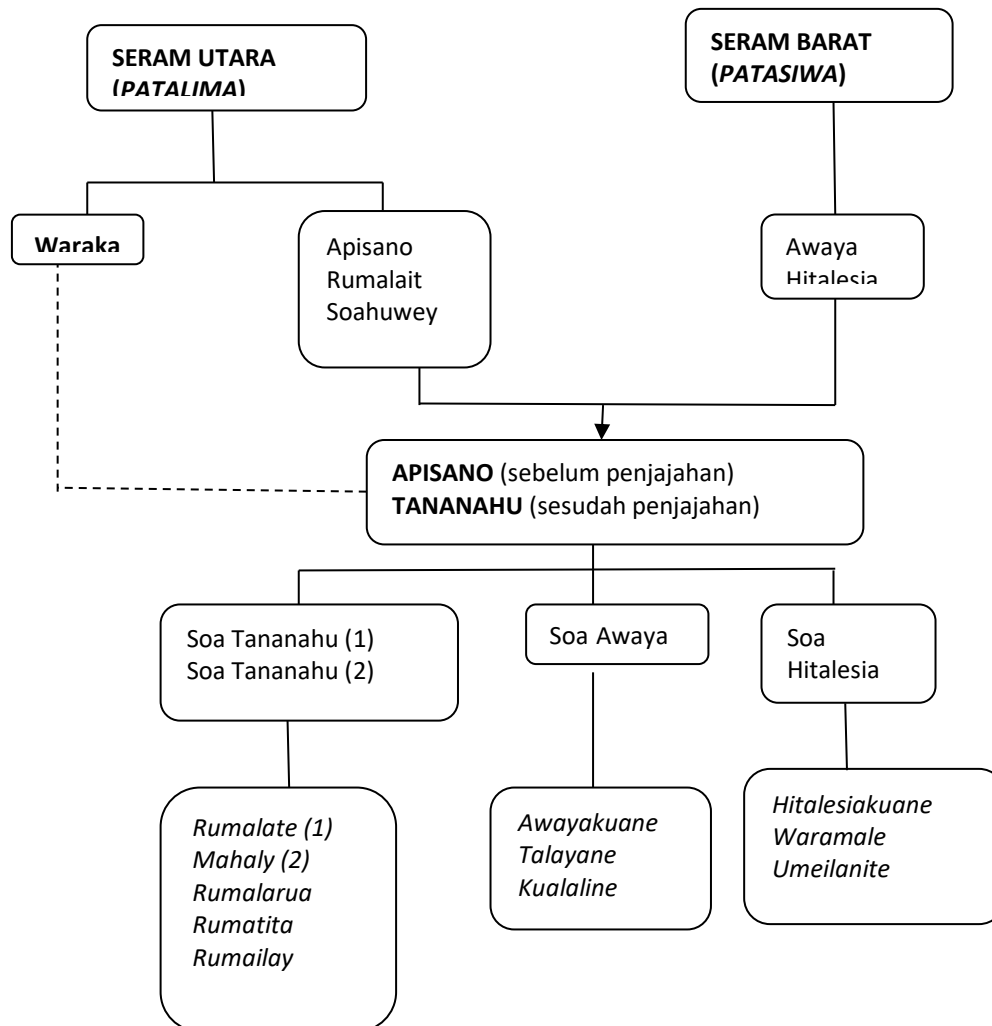 SERAM UTARA
(PATALIMA)
SERAM BARAT
(PATASIWA)
Waraka
Apisano
Rumalait
Soahuwey
Awaya
Hitalesia
APISANO (sebelum penjajahan)
TANANAHU (sesudah penjajahan)
Soa Tananahu (1)
Soa Tananahu (2)
Soa Awaya
Soa
Hitalesia
Rumalate (1)
Mahaly (2)
Rumalarua
Rumatita
Rumailay
Awayakuane
Talayane
Kualaline
Hitalesiakuane
Waramale
Umeilanite